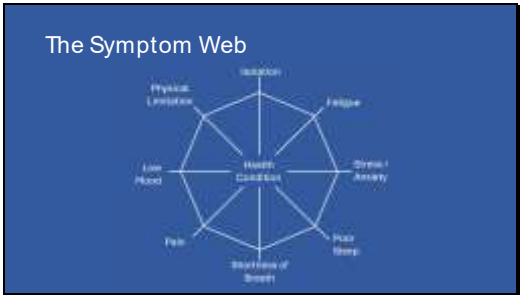 The Symptom Web
Isolation
Physical
Limitation
Fatigue
Low
Mood
Health
Condition
Stress /
Anxiety
Pain
Poor
Sleep
Shortness of
Breath